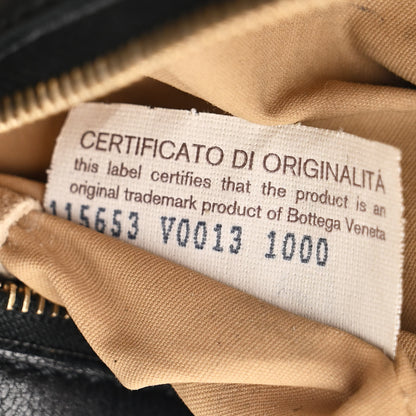 CERTIFICATO DI ORIGINALITÁ
this label certifies that the product is an
original trademark product of Bottega Veneta
115653 V0013 1000